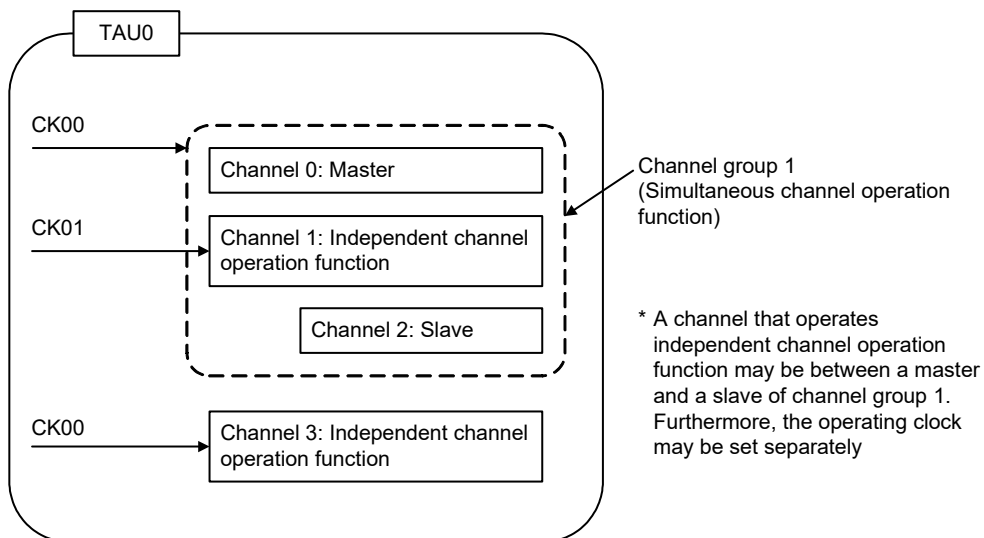 TAU0
CK00
Channel 0: Master
Channel group 1
(Simultaneous channel operation
function)
CK01
Channel 1: Independent channel
operation function
Channel 2: Slave
* A channel that operates
independent channel operation
function may be between a master
and a slave of channel group 1.
Furthermore, the operating clock
may be set separately
CK00
Channel 3: Independent channel
operation function